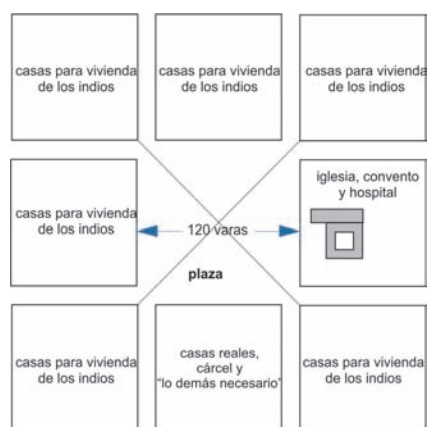 casas para vivienda
de los indios
casas para vivienda
de los indios
casas para vivienda
de los indios
casas para vivienda
de los indios
120 varas
iglesia, convento
y hospital
plaza
casas para vivienda
de los indios
casas reales,
cárcel y
“lo demás necesario”
casas para vivienda
de los indios